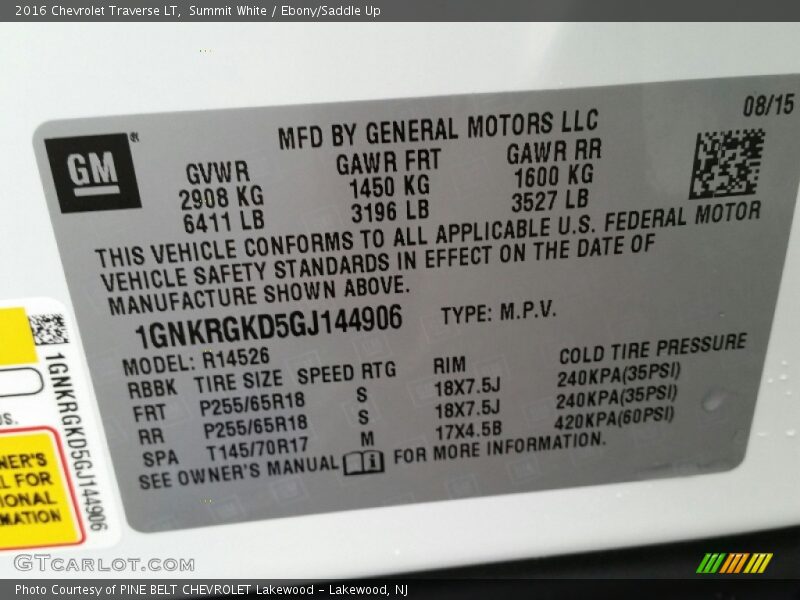 2016 Chevrolet Traverse LT, Summit White / Ebony/Saddle Up
08/15
GM ®
MFD BY GENERAL MOTORS LLC
GVWR GAWR FRT GAWR RR
2908 KG 1450 KG 1600 KG
6411 LB 3196 LB 3527 LB
THIS VEHICLE CONFORMS TO ALL APPLICABLE U.S. FEDERAL MOTOR
VEHICLE SAFETY STANDARDS IN EFFECT ON THE DATE OF
MANUFACTURE SHOWN ABOVE.
1GNKRGKD5GJ144906 TYPE: M.P.V.
MODEL: R14526
RBBK TIRE SIZE SPEED RTG RIM COLD TIRE PRESSURE
FRT P255/65R18 S 18X7.5J 240KPA(35PSI)
RR P255/65R18 S 18X7.5J 240KPA(35PSI)
SPA T145/70R17 M 17X4.5B 420KPA(60PSI)
SEE OWNER'S MANUAL FOR MORE INFORMATION.
1GNKRGKD5GJ144906
GTCARLOT.COM
Photo Courtesy of PINE BELT CHEVROLET Lakewood - Lakewood, NJ